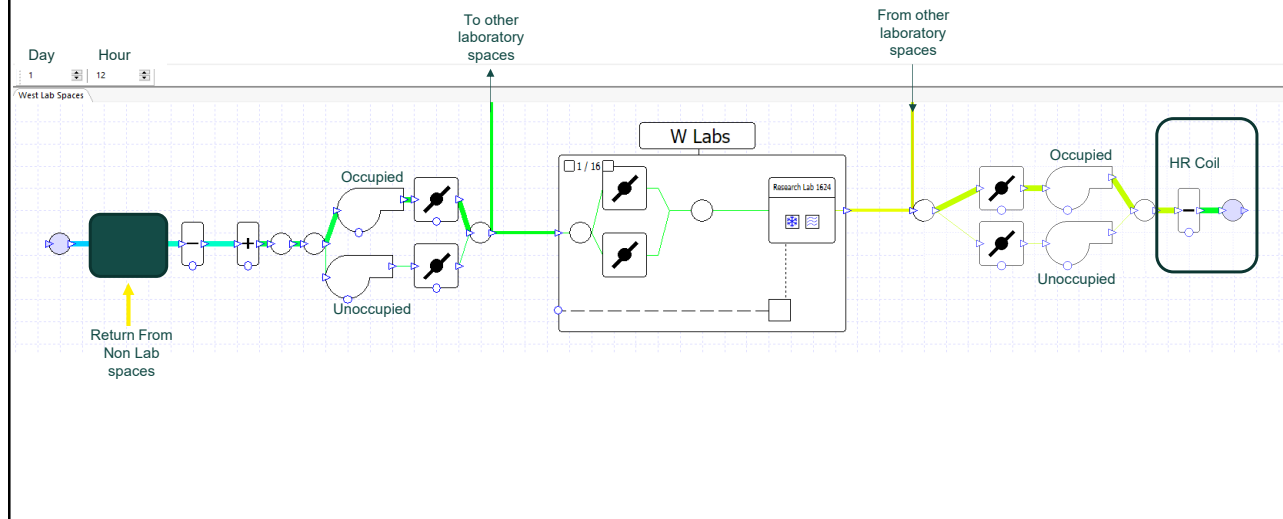 To other
laboratory
spaces
From other
laboratory
spaces
Day
Hour
1
12
West Lab Spaces
W Labs
1 / 16
Research Lab 1624
Occupied
Unoccupied
Occupied
HR Coil
Unoccupied
Return From
Non Lab
spaces